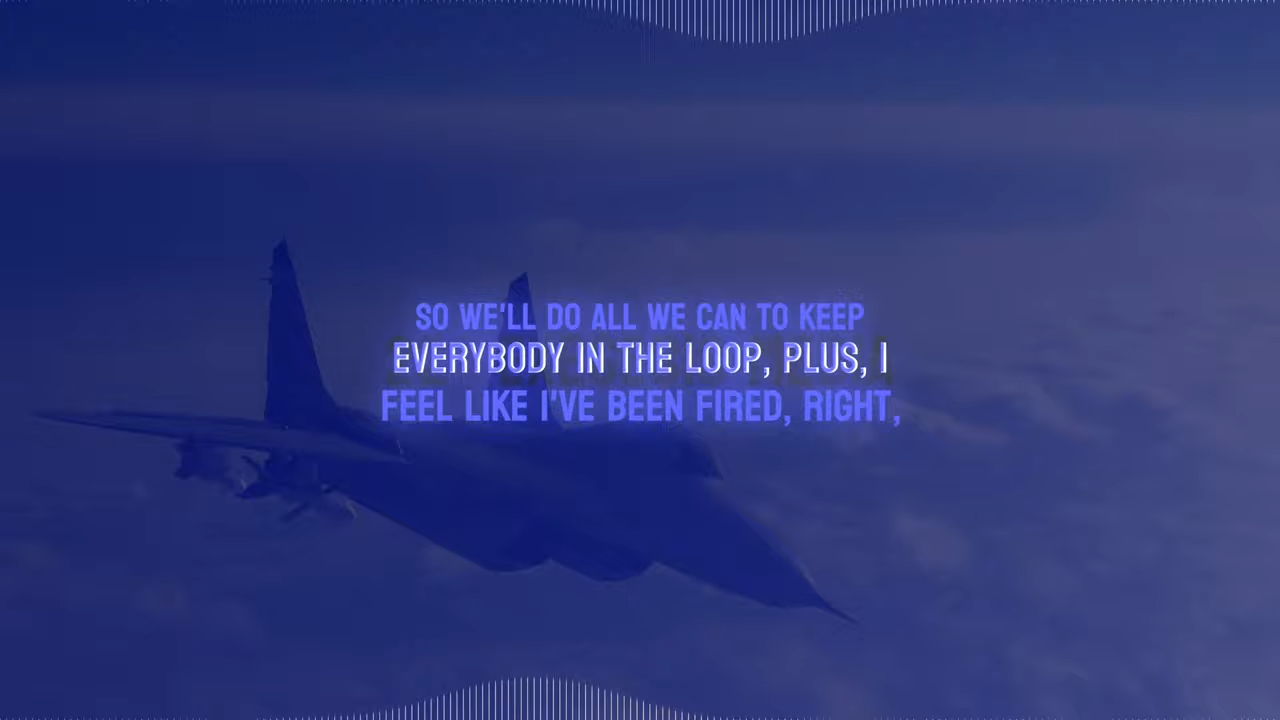 SO WE'LL DO ALL WE CAN TO KEEP
EVERYBODY IN THE LOOP, PLUS, I
FEEL LIKE I'VE BEEN FIRED, RIGHT,